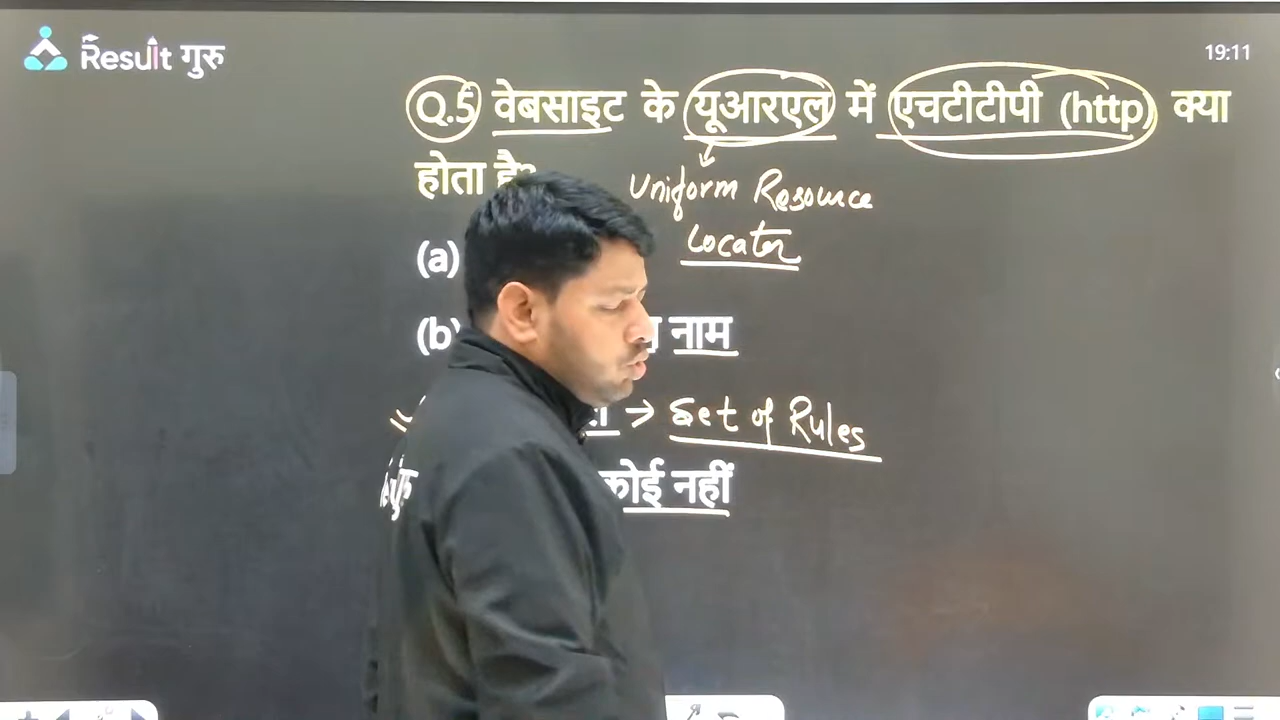 Result गुरु
19:11
Q.5 वेबसाइट के यूआरएल में एचटीटीपी (http) क्या
होता है?
Uniform Resource
Locator
(a)
(b) नाम
→ Set of Rules
कोई नहीं